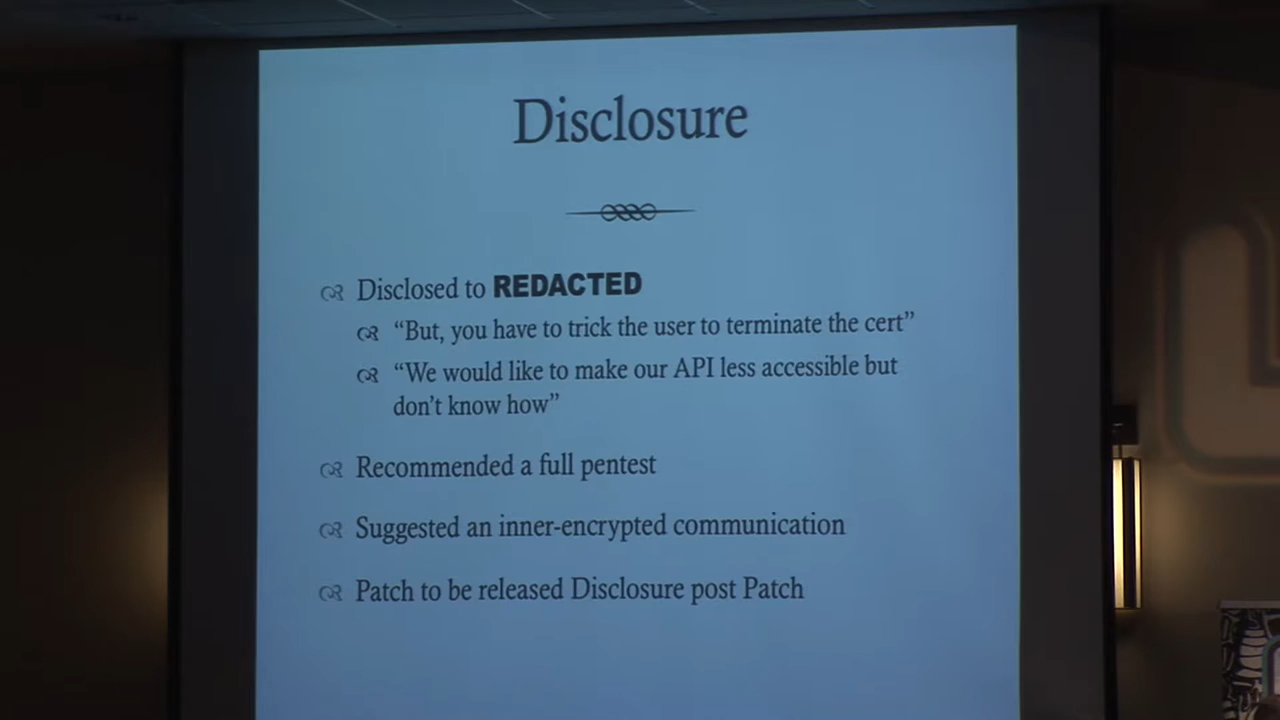 Disclosure
Disclosed to REDACTED
“But, you have to trick the user to terminate the cert”
“We would like to make our API less accessible but
don’t know how”
Recommended a full pentest
Suggested an inner-encrypted communication
Patch to be released Disclosure post Patch